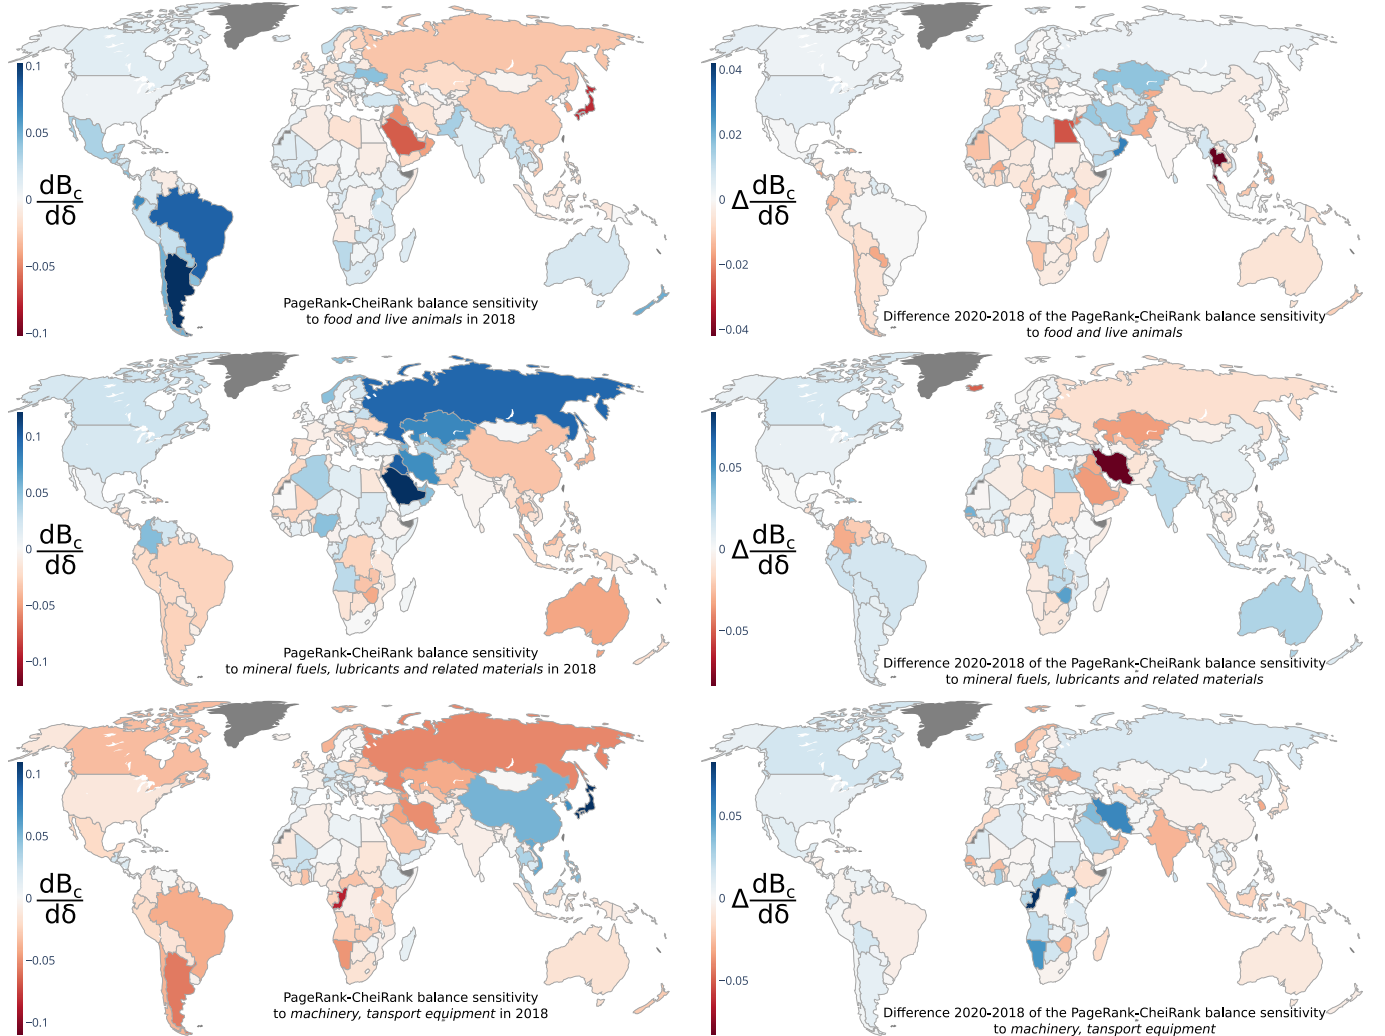 0.1
0.05
0
−0.05
−0.1
dB_c
dδ
PageRank-CheiRank balance sensitivity
to food and live animals in 2018
0.04
0.02
0
−0.02
−0.04
Δ dB_c
dδ
Difference 2020-2018 of the PageRank-CheiRank balance sensitivity
to food and live animals
0.1
0.05
0
−0.05
−0.1
dB_c
dδ
PageRank-CheiRank balance sensitivity
to mineral fuels, lubricants and related materials in 2018
0.05
0
−0.05
Δ dB_c
dδ
Difference 2020-2018 of the PageRank-CheiRank balance sensitivity
to mineral fuels, lubricants and related materials
0.1
0.05
0
−0.05
−0.1
dB_c
dδ
PageRank-CheiRank balance sensitivity
to machinery, tansport equipment in 2018
0.05
0
−0.05
Δ dB_c
dδ
Difference 2020-2018 of the PageRank-CheiRank balance sensitivity
to machinery, tansport equipment